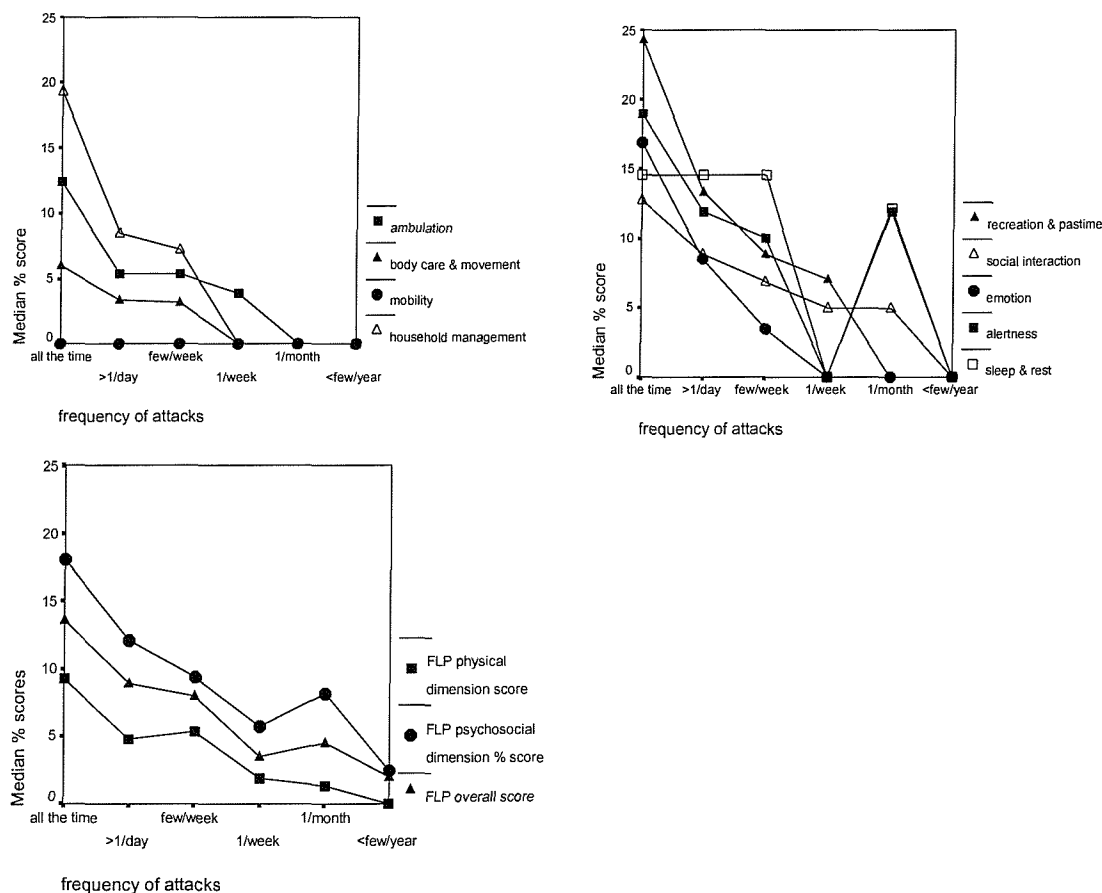 25
20
15
10
5
0
Median % score
all the time
>1/day
few/week
1/week
1/month
<few/year
frequency of attacks
ambulation
body care & movement
mobility
household management
25
20
15
10
5
0
Median % score
all the time
>1/day
few/week
1/week
1/month
<few/year
frequency of attacks
recreation & pastime
social interaction
emotion
alertness
sleep & rest
25
20
15
10
5
0
Median % scores
all the time
>1/day
few/week
1/week
1/month
<few/year
frequency of attacks
FLP physical
dimension score
FLP psychosocial
dimension % score
FLP overall score